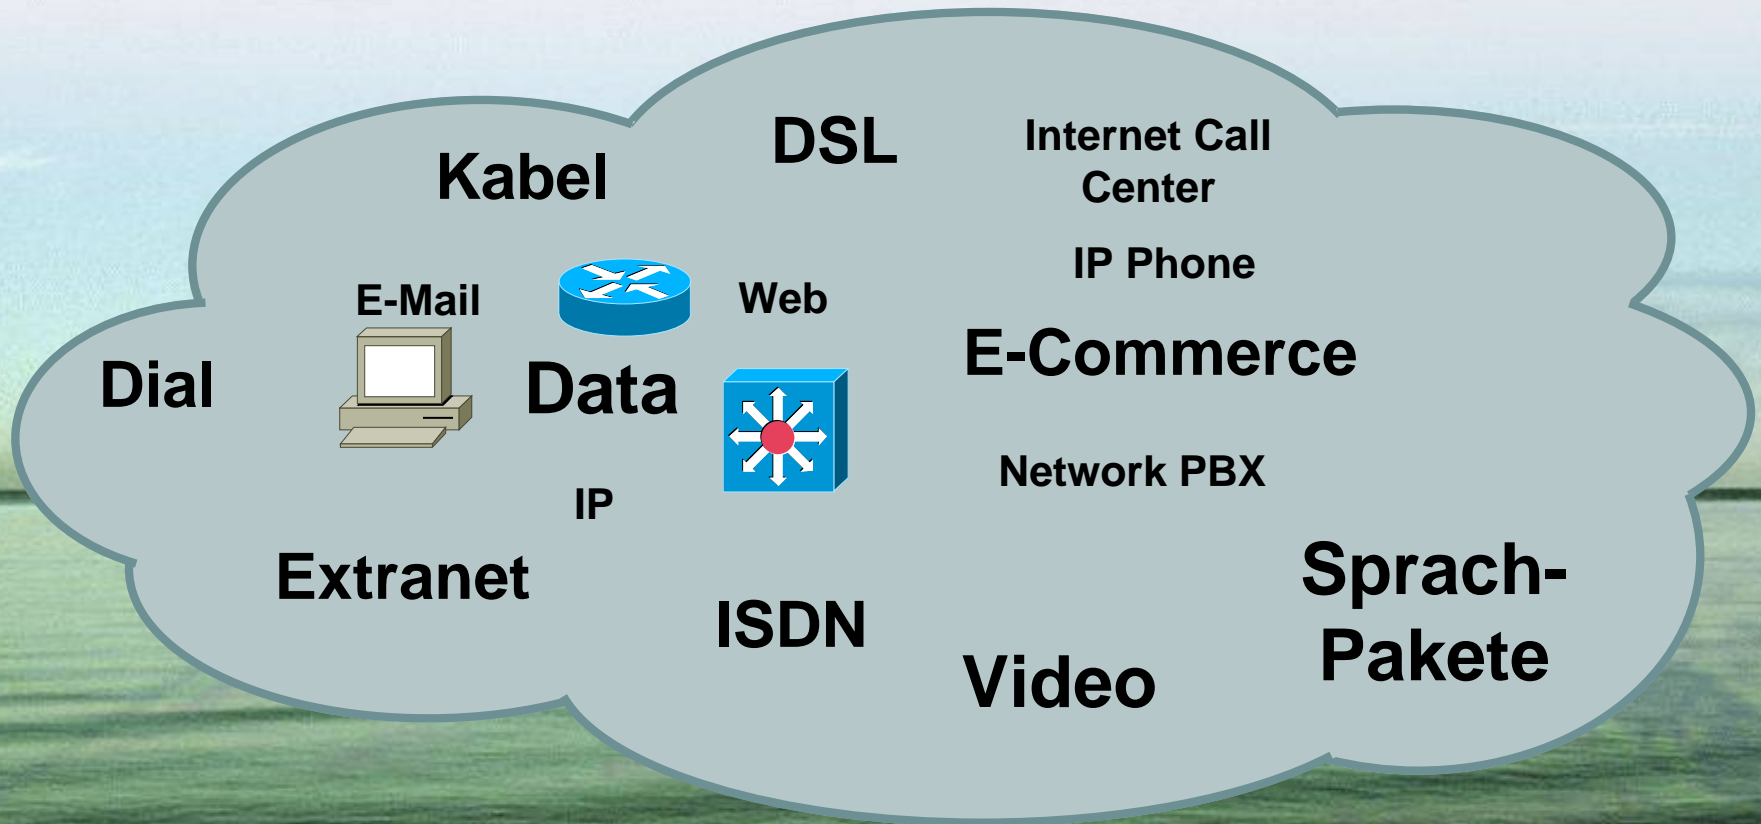 DSL
Internet Call
Center
Kabel
IP Phone
E-Mail
Web
E-Commerce
Dial
Data
Network PBX
IP
Extranet
Sprach-
Pakete
ISDN
Video